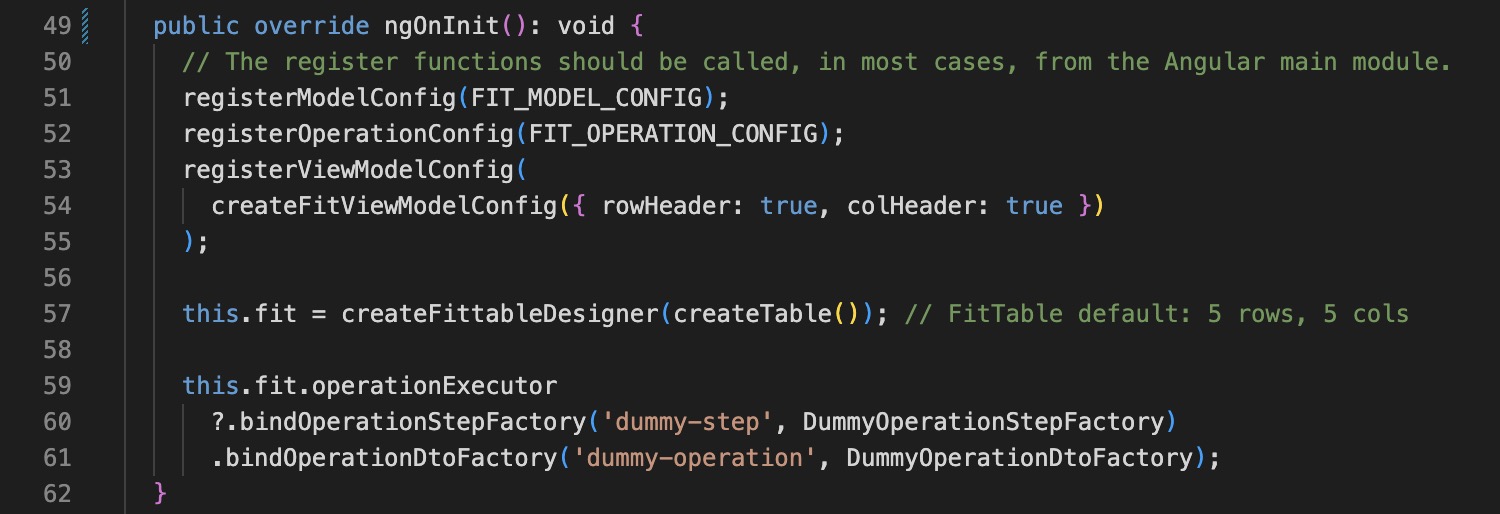 49 public override ngOnInit(): void {
50 // The register functions should be called, in most cases, from the Angular main module.
51 registerModelConfig(FIT_MODEL_CONFIG);
52 registerOperationConfig(FIT_OPERATION_CONFIG);
53 registerViewModelConfig(
54 createFitViewModelConfig({ rowHeader: true, colHeader: true })
55 );
56
57 this.fit = createFittableDesigner(createTable()); // FitTable default: 5 rows, 5 cols
58
59 this.fit.operationExecutor
60 ?.bindOperationStepFactory('dummy-step', DummyOperationStepFactory)
61 .bindOperationDtoFactory('dummy-operation', DummyOperationDtoFactory);
62 }